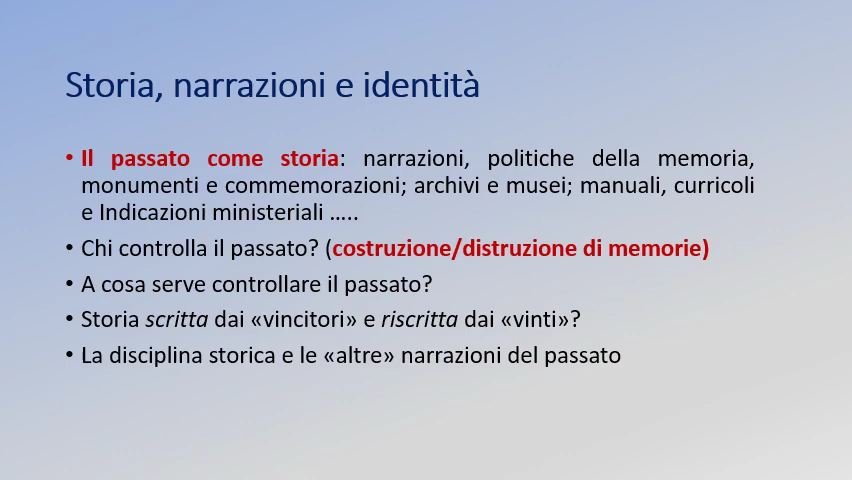 Storia, narrazioni e identità
• Il passato come storia: narrazioni, politiche della memoria,
monumenti e commemorazioni; archivi e musei; manuali, curricoli
e Indicazioni ministeriali …..
• Chi controlla il passato? (costruzione/distruzione di memorie)
• A cosa serve controllare il passato?
• Storia scritta dai «vincitori» e riscritta dai «vinti»?
• La disciplina storica e le «altre» narrazioni del passato